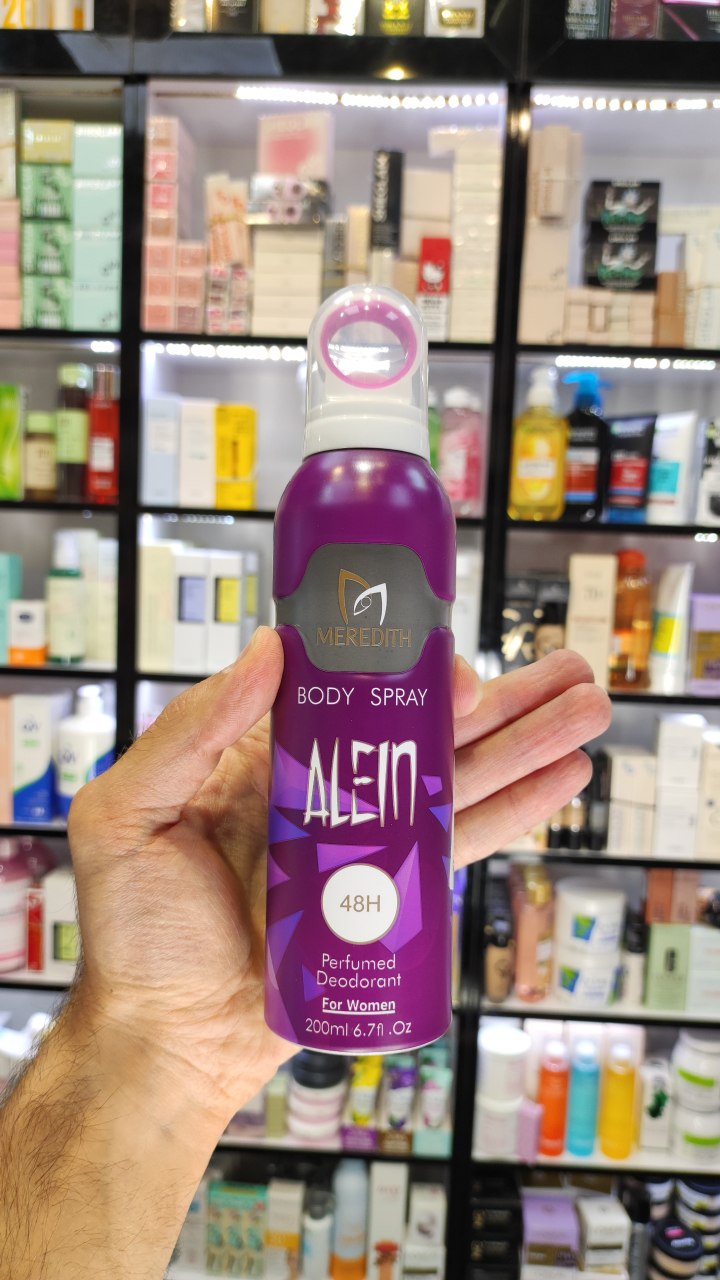 MEREDITH
BODY SPRAY
ALEIN
48H
Perfumed
Deodorant
For Women
200ml 6.7fl .Oz